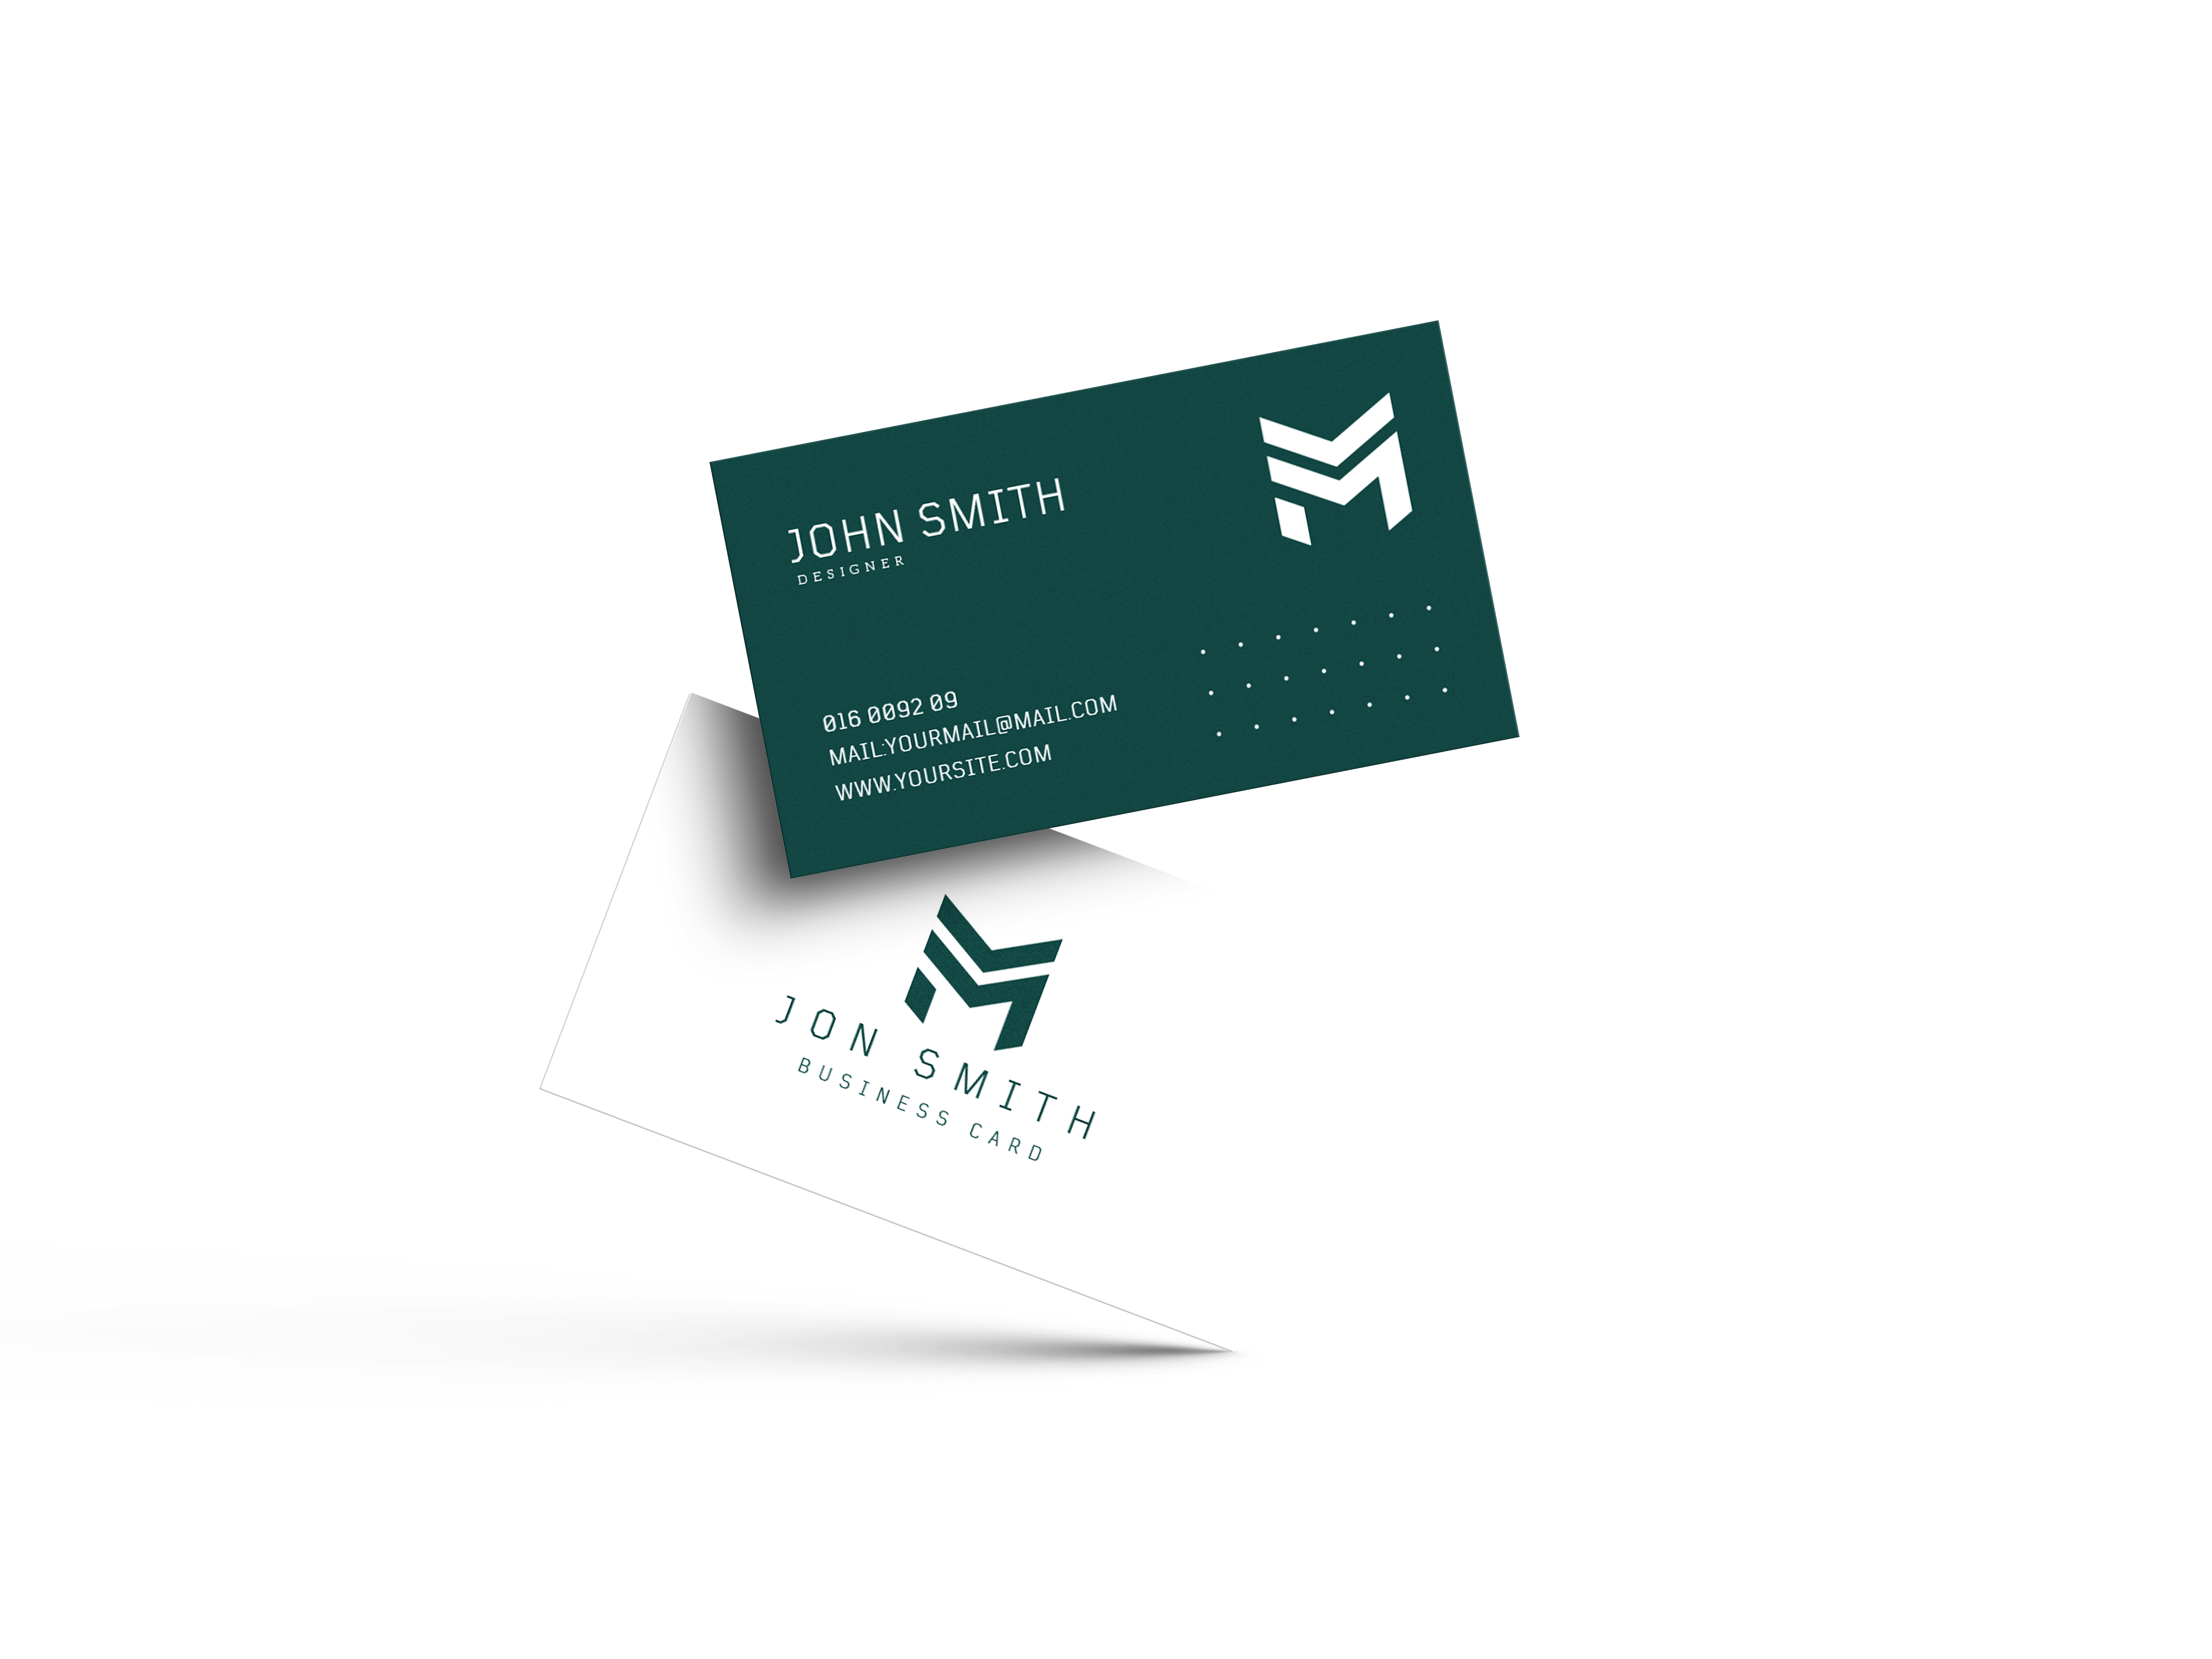 JOHN SMITH
DESIGNER
016 0092 09
MAIL:YOURMAIL@MAIL.COM
WWW.YOURSITE.COM
JON SMITH
BUSINESS CARD